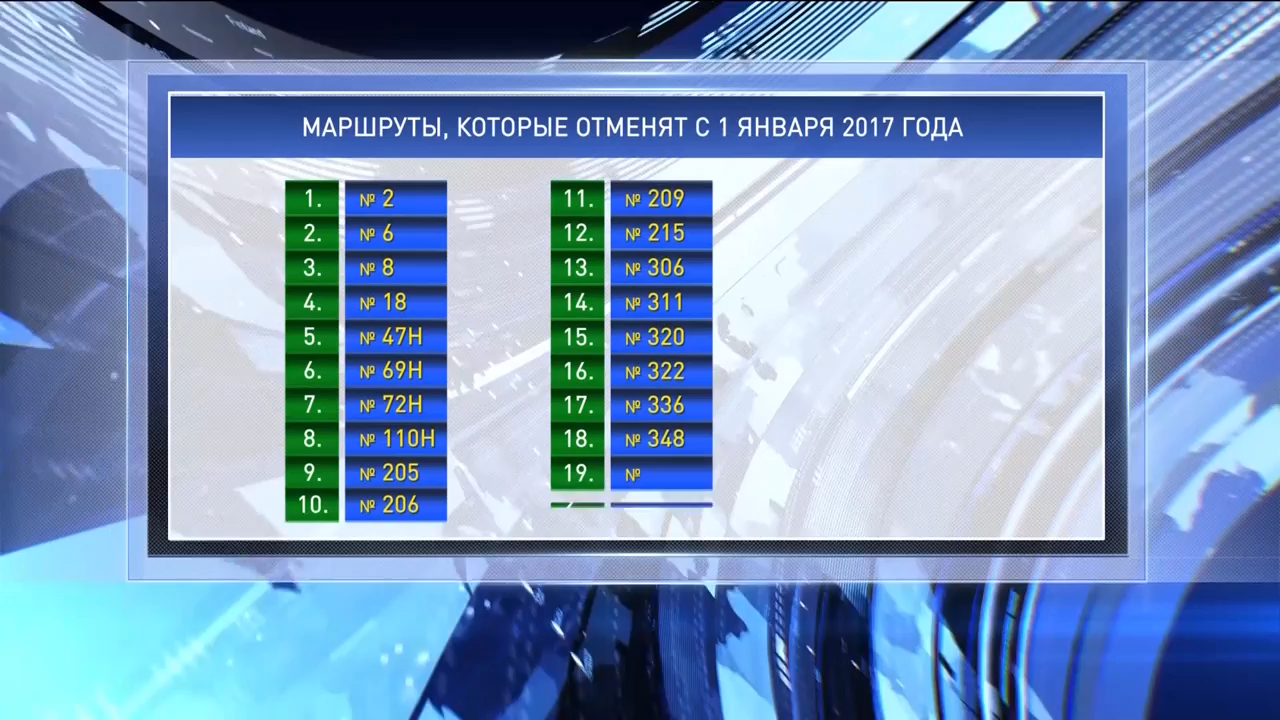 МАРШРУТЫ, КОТОРЫЕ ОТМЕНЯТ С 1 ЯНВАРЯ 2017 ГОДА
1. № 2
2. № 6
3. № 8
4. № 18
5. № 47Н
6. № 69Н
7. № 72Н
8. № 110Н
9. № 205
10. № 206
11. № 209
12. № 215
13. № 306
14. № 311
15. № 320
16. № 322
17. № 336
18. № 348
19. №